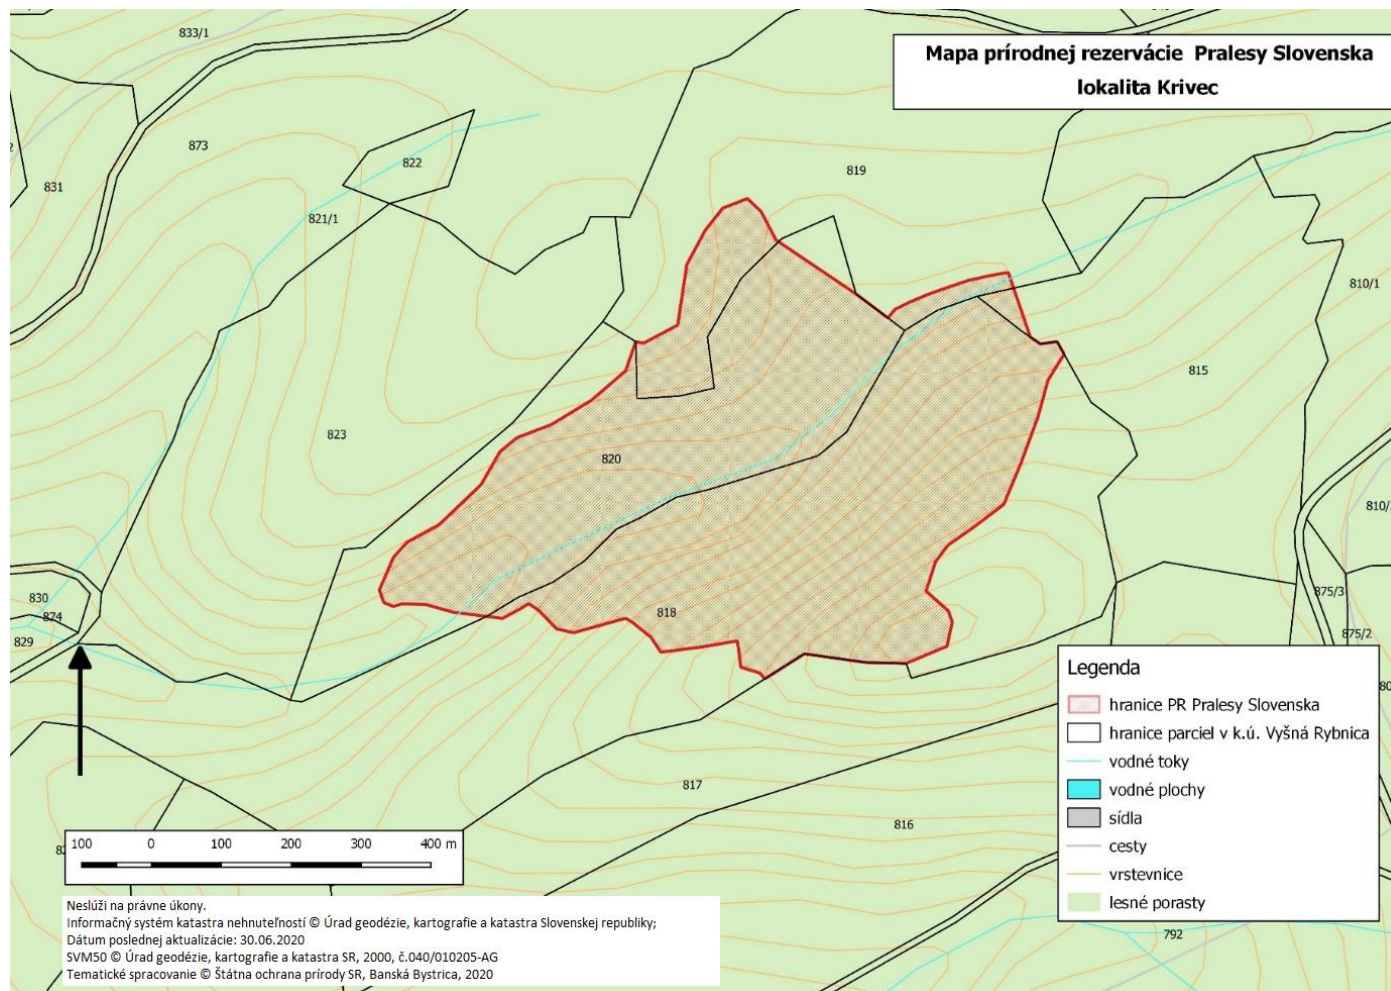 833/1
Mapa prírodnej rezervácie Pralesy Slovenska
lokalita Krivec
873
822
819
831
821/1
810/1
815
823
820
810/
830
874
829
818
875/3
875/2
Legenda
hranice PR Pralesy Slovenska
hranice parciel v k.ú. Vyšná Rybnica
vodné toky
vodné plochy
sídla
cesty
vrstevnice
lesné porasty
817
816
792
100 0 100 200 300 400 m
Neslúži na právne úkony.
Informačný systém katastra nehnuteľností © Úrad geodézie, kartografie a katastra Slovenskej republiky;
Dátum poslednej aktualizácie: 30.06.2020
SVM50 © Úrad geodézie, kartografie a katastra SR, 2000, č.040/010205-AG
Tematické spracovanie © Štátna ochrana prírody SR, Banská Bystrica, 2020